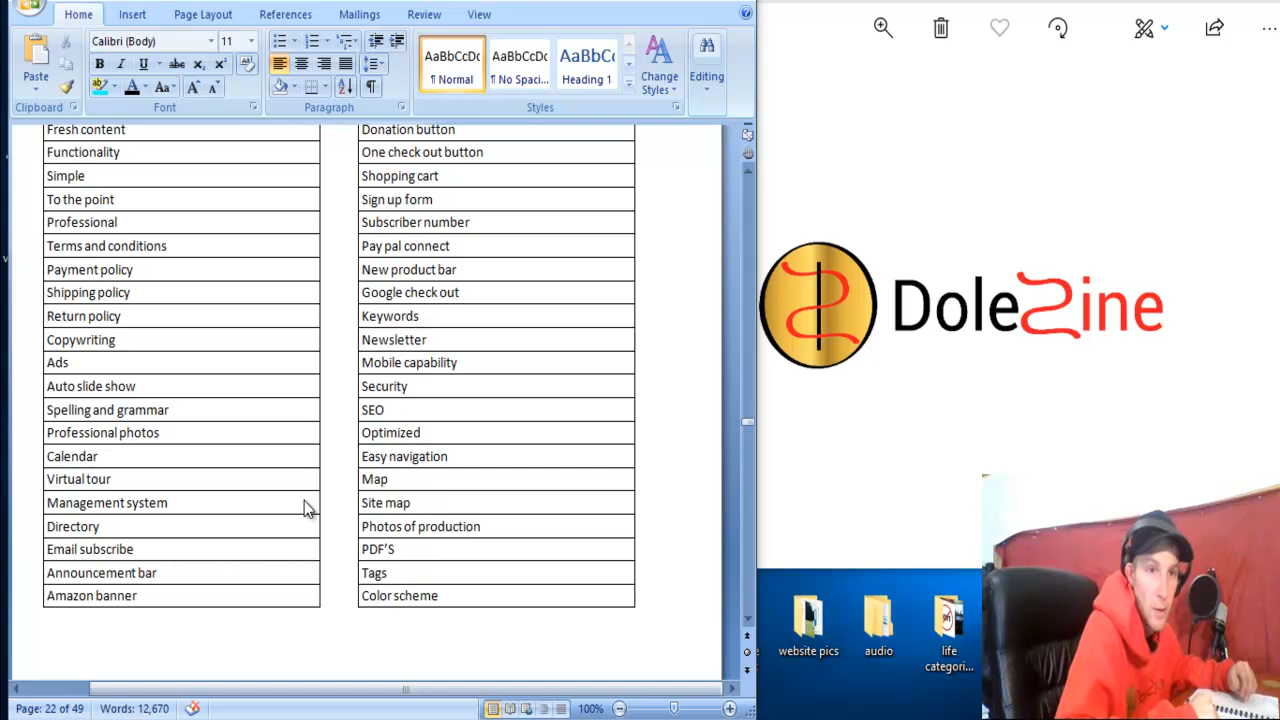 Home Insert Page Layout References Mailings Review View
Calibri (Body) 11
AaBbCcDc AaBbCcDc AaBbCc
Paste
B I U abc x₂ x² Aa A A
¶ Normal ¶ No Spaci... Heading 1
Change Styles Editing
Clipboard Font Paragraph Styles
Fresh content
Functionality
Simple
To the point
Professional
Terms and conditions
Payment policy
Shipping policy
Return policy
Copywriting
Ads
Auto slide show
Spelling and grammar
Professional photos
Calendar
Virtual tour
Management system
Directory
Email subscribe
Announcement bar
Amazon banner
Donation button
One check out button
Shopping cart
Sign up form
Subscriber number
Pay pal connect
New product bar
Google check out
Keywords
Newsletter
Mobile capability
Security
SEO
Optimized
Easy navigation
Map
Site map
Photos of production
PDF'S
Tags
Color scheme
Page: 22 of 49 Words: 12,670 100%
DoleZine
website pics
audio
life
categori...